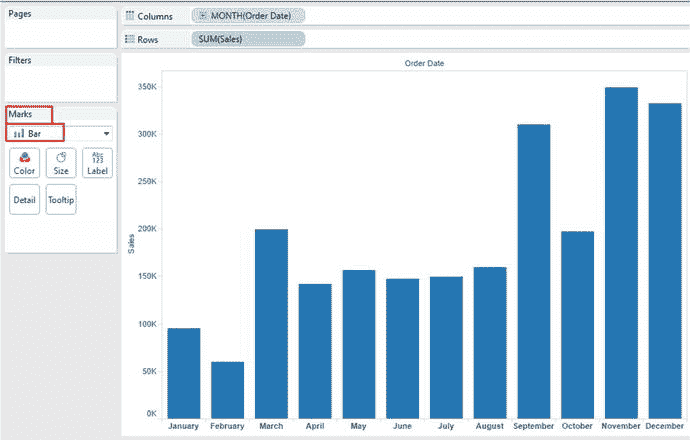 Pages
Columns
MONTH(Order Date)
Rows
SUM(Sales)
Filters
Marks
Bar
Color
Size
Abc
123
Label
Detail
Tooltip
Order Date
Sales
350K
300K
250K
200K
150K
100K
50K
0K
January February March April May June July August September October November December